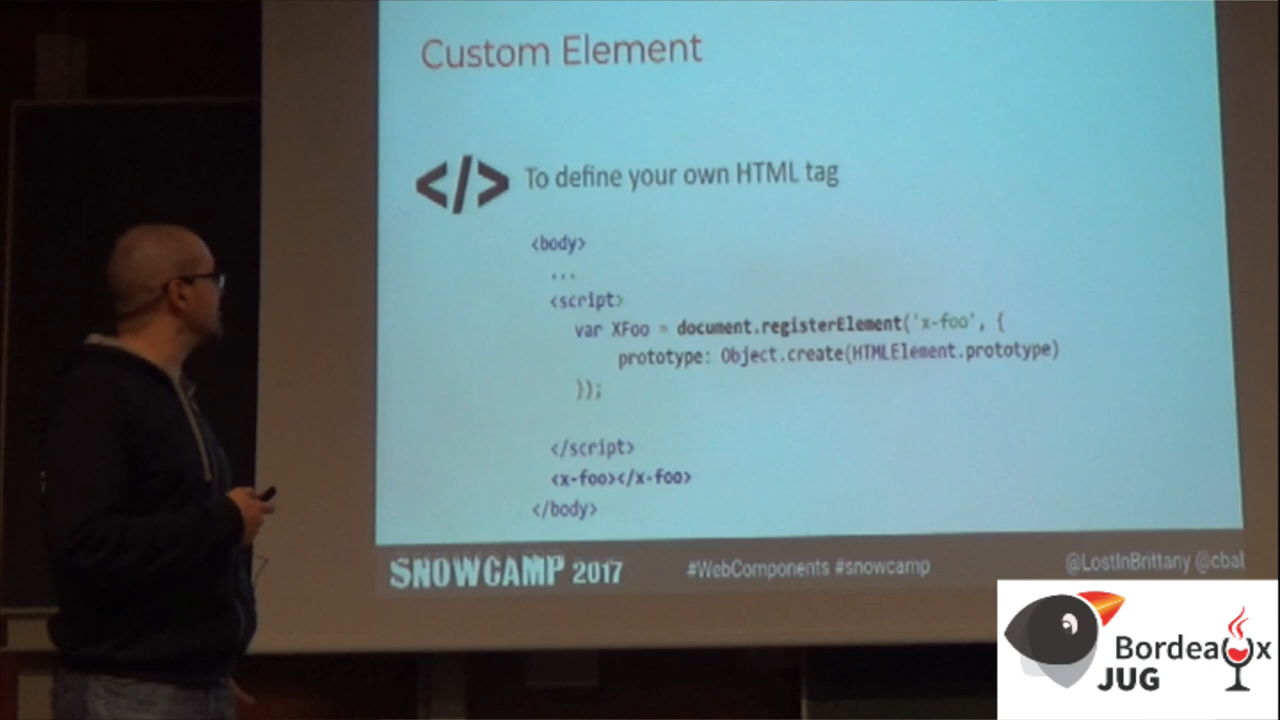 Custom Element
</> To define your own HTML tag
<body>
...
<script>
var XFoo = document.registerElement('x-foo', {
prototype: Object.create(HTMLElement.prototype)
});
</script>
<x-foo></x-foo>
</body>
SNOWCAMP 2017 #WebComponents #snowcamp @LostInBrittany @cbal
Bordeaux
JUG